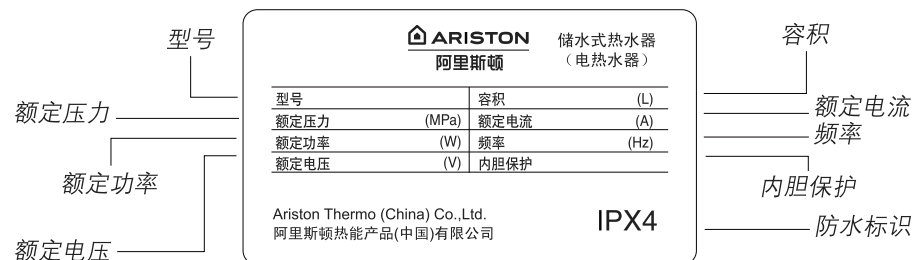 型号
额定压力
额定功率
额定电压
ARISTON
阿里斯顿
储水式热水器
（电热水器）
型号 容积 (L)
额定压力 (MPa) 额定电流 (A)
额定功率 (W) 频率 (Hz)
额定电压 (V) 内胆保护
Ariston Thermo (China) Co.,Ltd.
阿里斯顿热能产品(中国)有限公司
IPX4
容积
额定电流
频率
内胆保护
防水标识